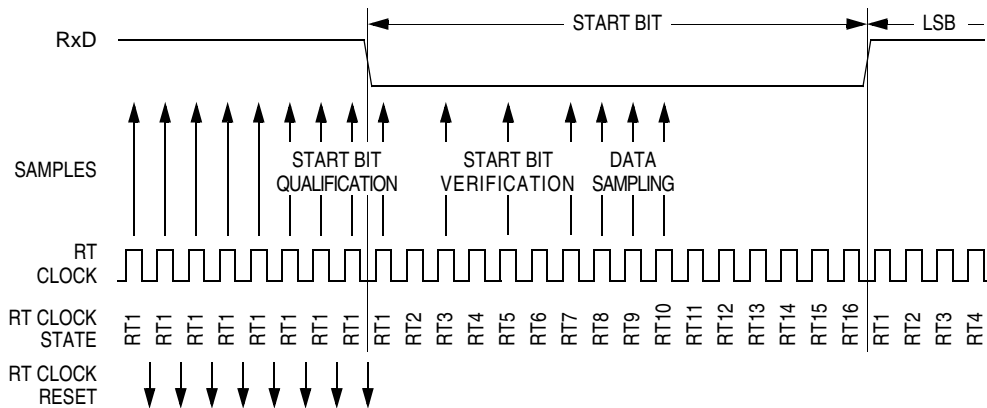 START BIT
LSB
RxD
SAMPLES
START BIT
QUALIFICATION
START BIT
VERIFICATION
DATA
SAMPLING
RT
CLOCK
RT CLOCK
STATE
RT1 RT1 RT1 RT1 RT1 RT1 RT1 RT1 RT1 RT2 RT3 RT4 RT5 RT6 RT7 RT8 RT9 RT10 RT11 RT12 RT13 RT14 RT15 RT16 RT1 RT2 RT3 RT4
RT CLOCK
RESET